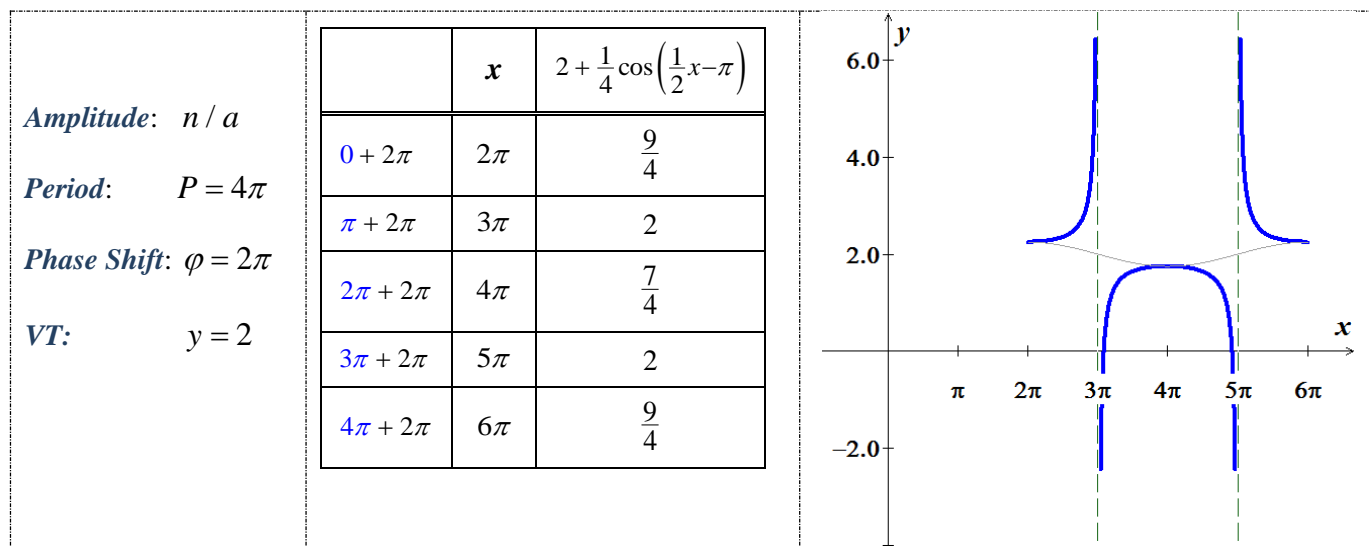 Amplitude: n / a
Period: P = 4π
Phase Shift: φ = 2π
VT: y = 2
x 2 + 1/4 cos(1/2 x − π)
0 + 2π 2π 9/4
π + 2π 3π 2
2π + 2π 4π 7/4
3π + 2π 5π 2
4π + 2π 6π 9/4
y
6.0
4.0
2.0
x
π 2π 3π 4π 5π 6π
−2.0